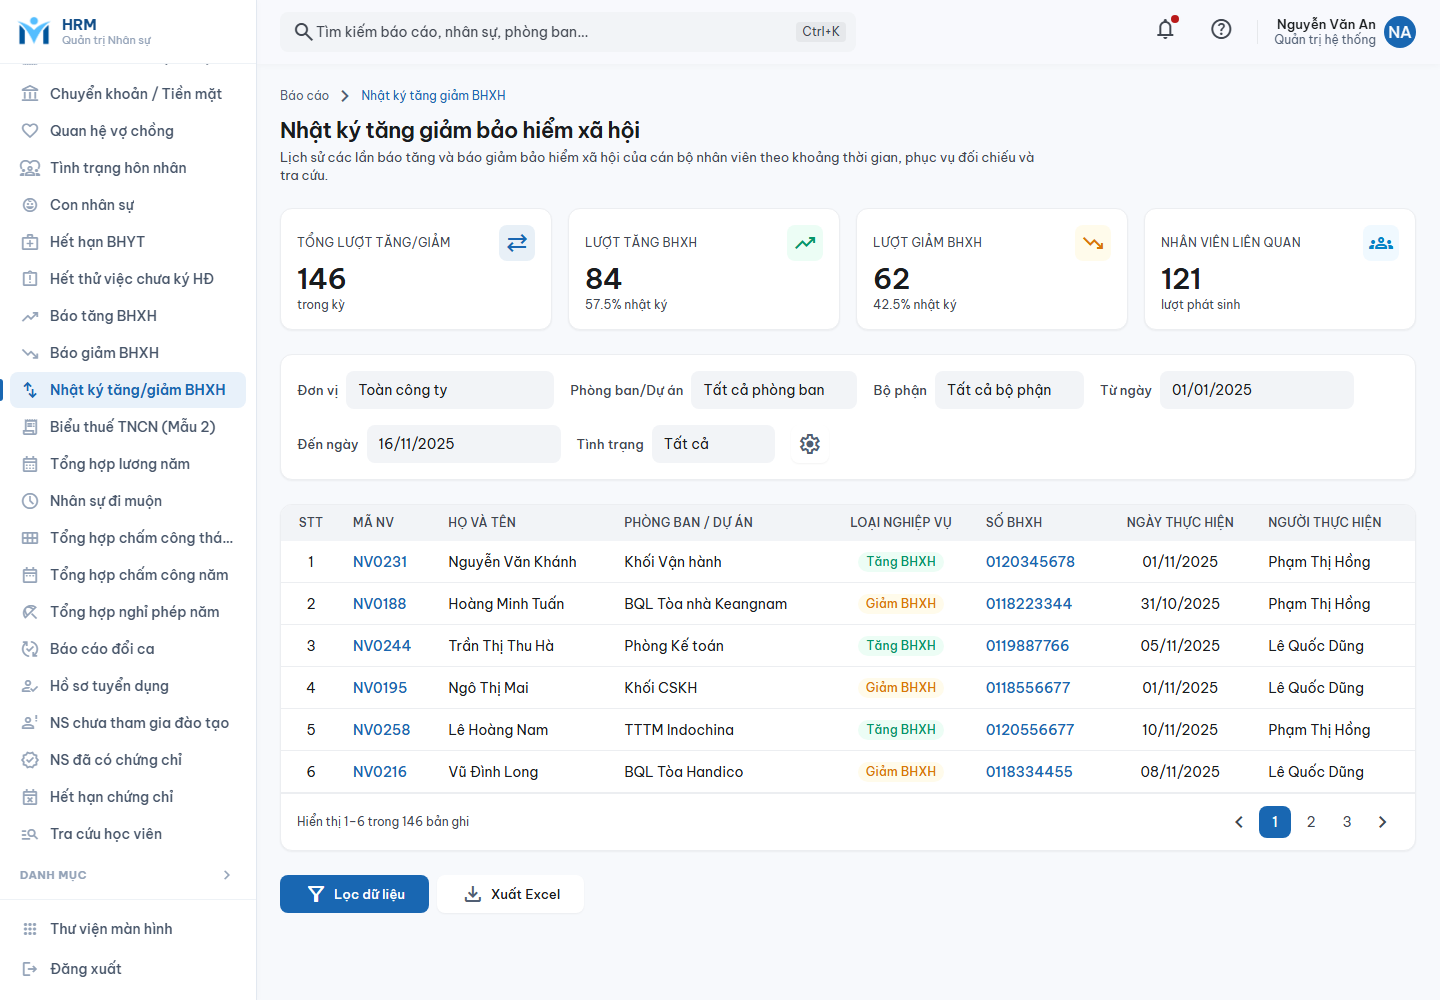 HRM
Quản trị Nhân sự
Chuyển khoản / Tiền mặt
Quan hệ vợ chồng
Tình trạng hôn nhân
Con nhân sự
Hết hạn BHYT
Hết thử việc chưa ký HĐ
Báo tăng BHXH
Báo giảm BHXH
Nhật ký tăng/giảm BHXH
Biểu thuế TNCN (Mẫu 2)
Tổng hợp lương năm
Nhân sự đi muộn
Tổng hợp chấm công thá...
Tổng hợp chấm công năm
Tổng hợp nghỉ phép năm
Báo cáo đổi ca
Hồ sơ tuyển dụng
NS chưa tham gia đào tạo
NS đã có chứng chỉ
Hết hạn chứng chỉ
Tra cứu học viên
DANH MỤC
Thư viện màn hình
Đăng xuất
Tìm kiếm báo cáo, nhân sự, phòng ban...
Ctrl+K
Nguyễn Văn An
Quản trị hệ thống
NA
Báo cáo
Nhật ký tăng giảm BHXH
Nhật ký tăng giảm bảo hiểm xã hội
Lịch sử các lần báo tăng và báo giảm bảo hiểm xã hội của cán bộ nhân viên theo khoảng thời gian, phục vụ đối chiếu và
tra cứu.
TỔNG LƯỢT TĂNG/GIẢM
146
trong kỳ
LƯỢT TĂNG BHXH
84
57.5% nhật ký
LƯỢT GIẢM BHXH
62
42.5% nhật ký
NHÂN VIÊN LIÊN QUAN
121
lượt phát sinh
Đơn vị Toàn công ty Phòng ban/Dự án Tất cả phòng ban Bộ phận Tất cả bộ phận Từ ngày 01/01/2025
Đến ngày 16/11/2025 Tình trạng Tất cả
STT MÃ NV HỌ VÀ TÊN PHÒNG BAN / DỰ ÁN LOẠI NGHIỆP VỤ SỐ BHXH NGÀY THỰC HIỆN NGƯỜI THỰC HIỆN
1 NV0231 Nguyễn Văn Khánh Khối Vận hành Tăng BHXH 0120345678 01/11/2025 Phạm Thị Hồng
2 NV0188 Hoàng Minh Tuấn BQL Tòa nhà Keangnam Giảm BHXH 0118223344 31/10/2025 Phạm Thị Hồng
3 NV0244 Trần Thị Thu Hà Phòng Kế toán Tăng BHXH 0119887766 05/11/2025 Lê Quốc Dũng
4 NV0195 Ngô Thị Mai Khối CSKH Giảm BHXH 0118556677 01/11/2025 Lê Quốc Dũng
5 NV0258 Lê Hoàng Nam TTTM Indochina Tăng BHXH 0120556677 10/11/2025 Phạm Thị Hồng
6 NV0216 Vũ Đình Long BQL Tòa Handico Giảm BHXH 0118334455 08/11/2025 Lê Quốc Dũng
Hiển thị 1–6 trong 146 bản ghi
1 2 3
Lọc dữ liệu
Xuất Excel